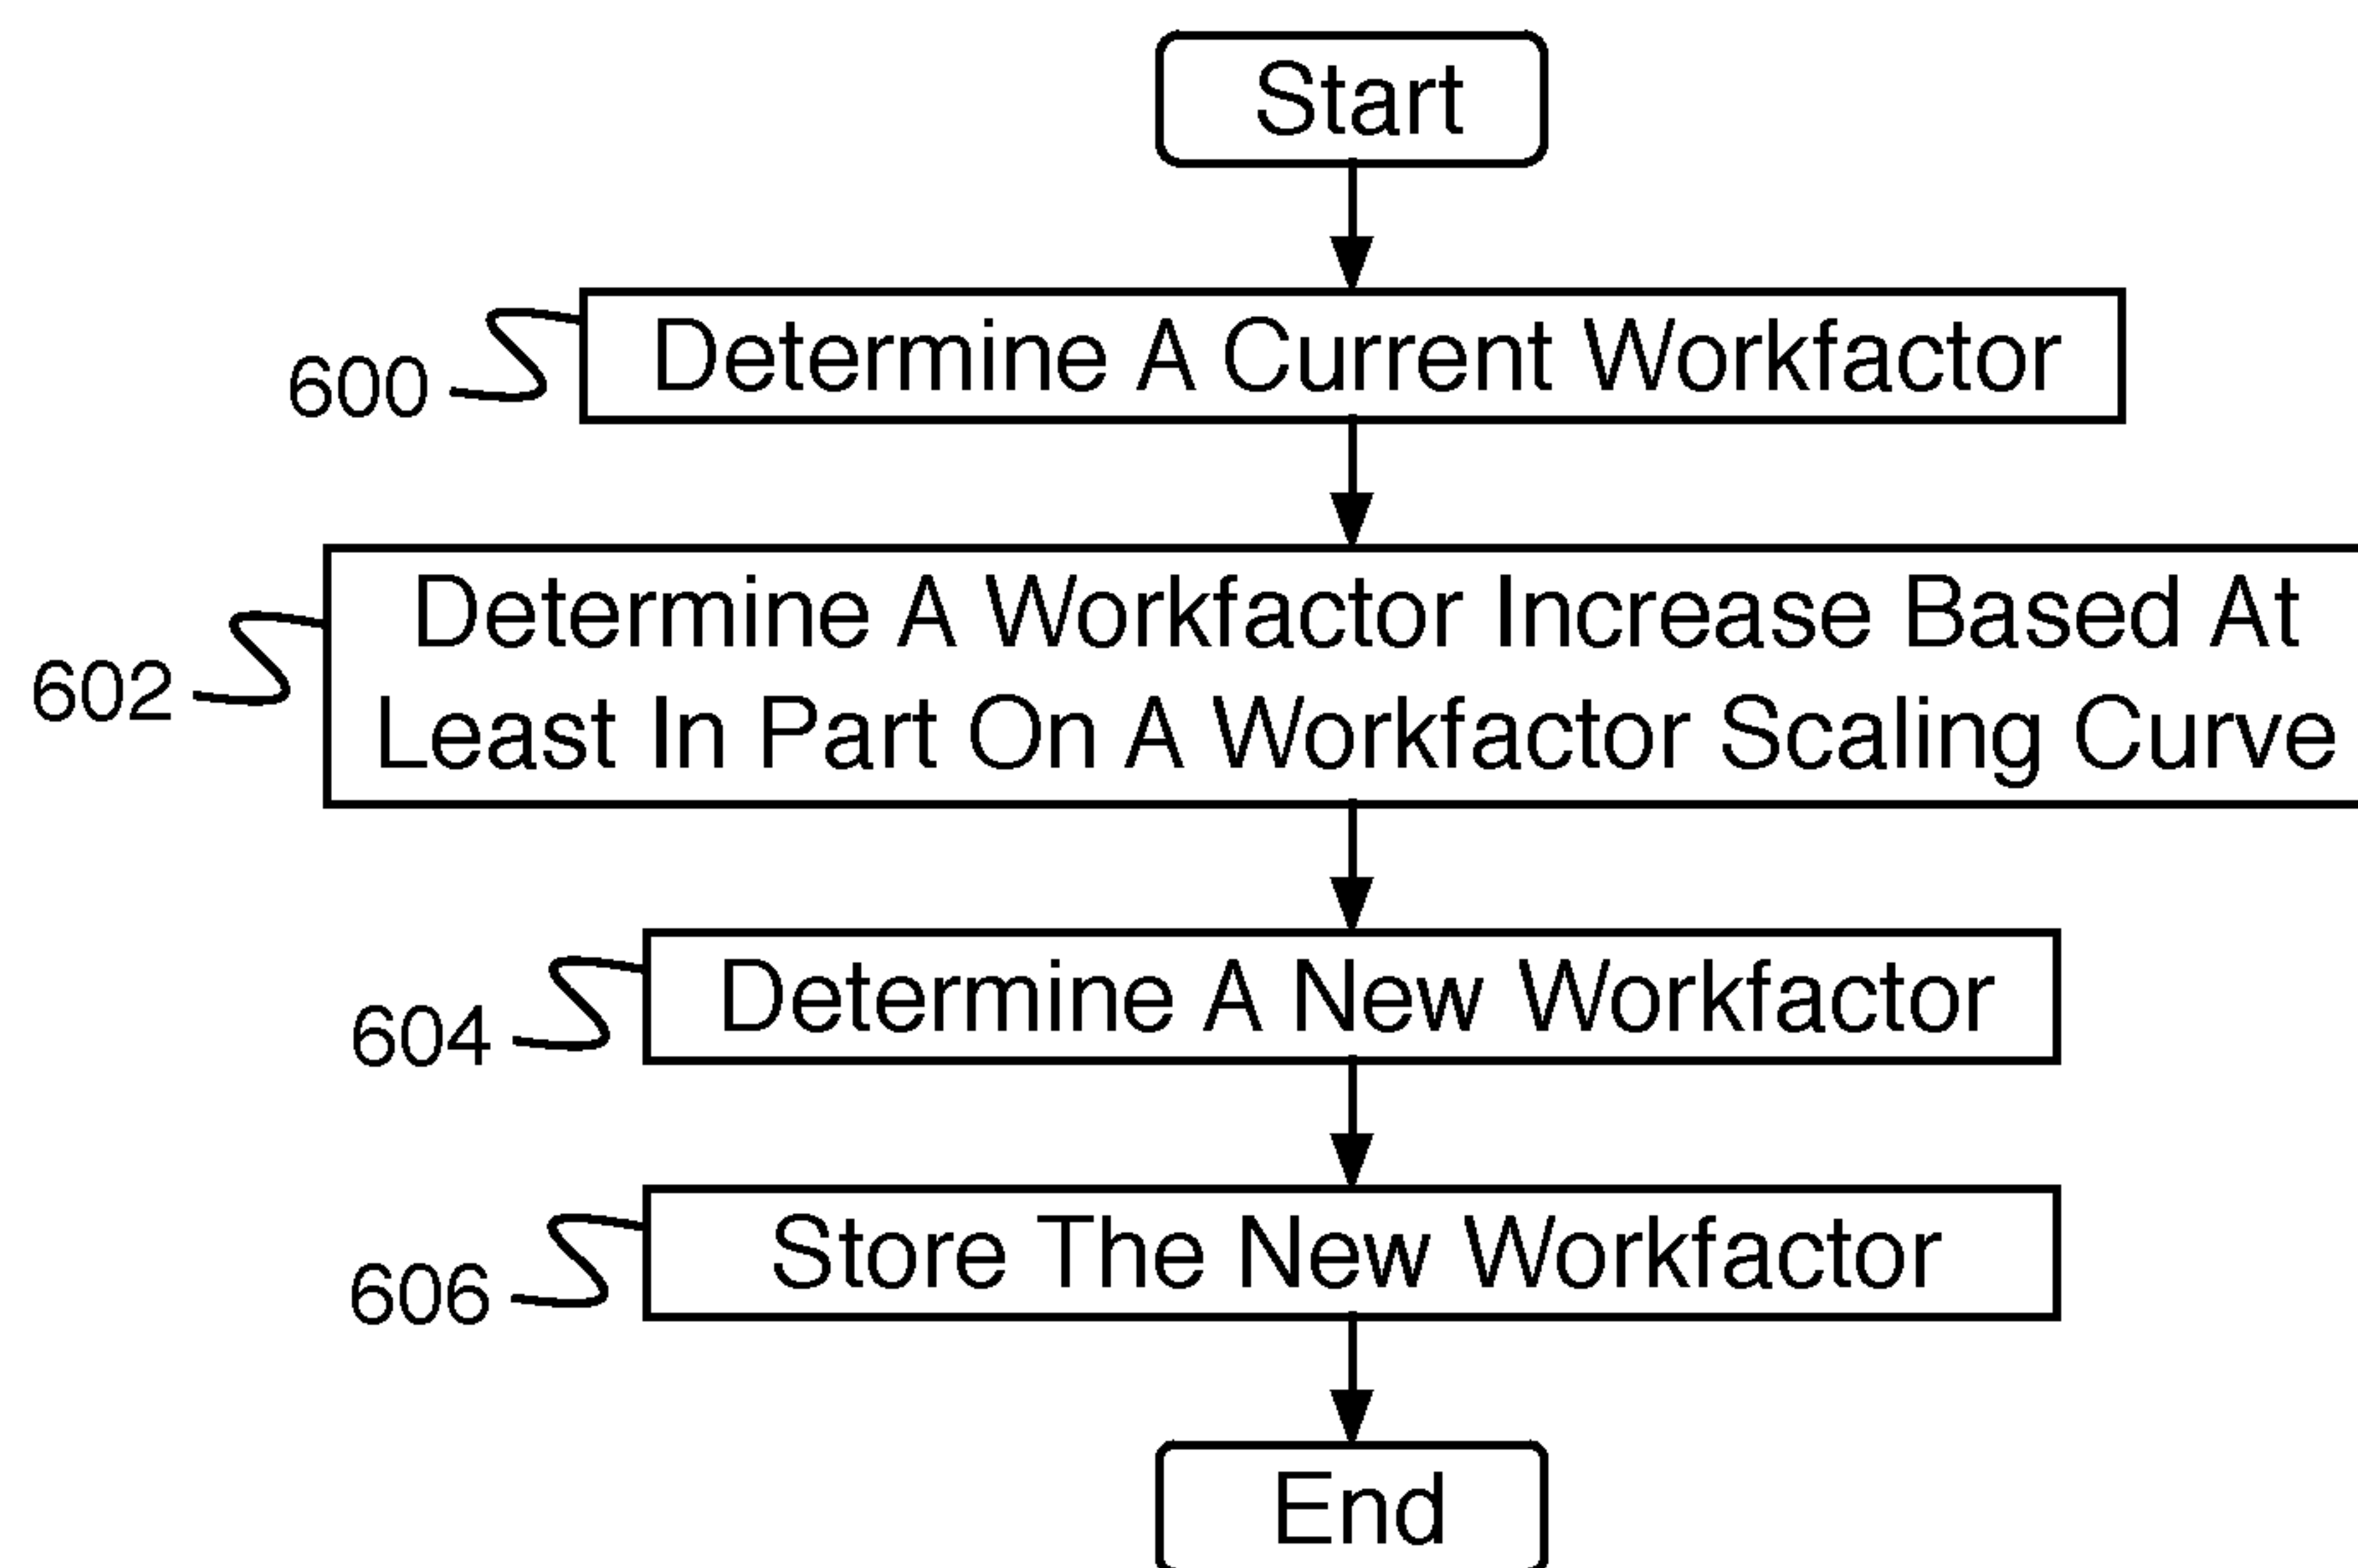 Start
600
Determine A Current Workfactor
602
Determine A Workfactor Increase Based At
Least In Part On A Workfactor Scaling Curve
604
Determine A New Workfactor
606
Store The New Workfactor
End